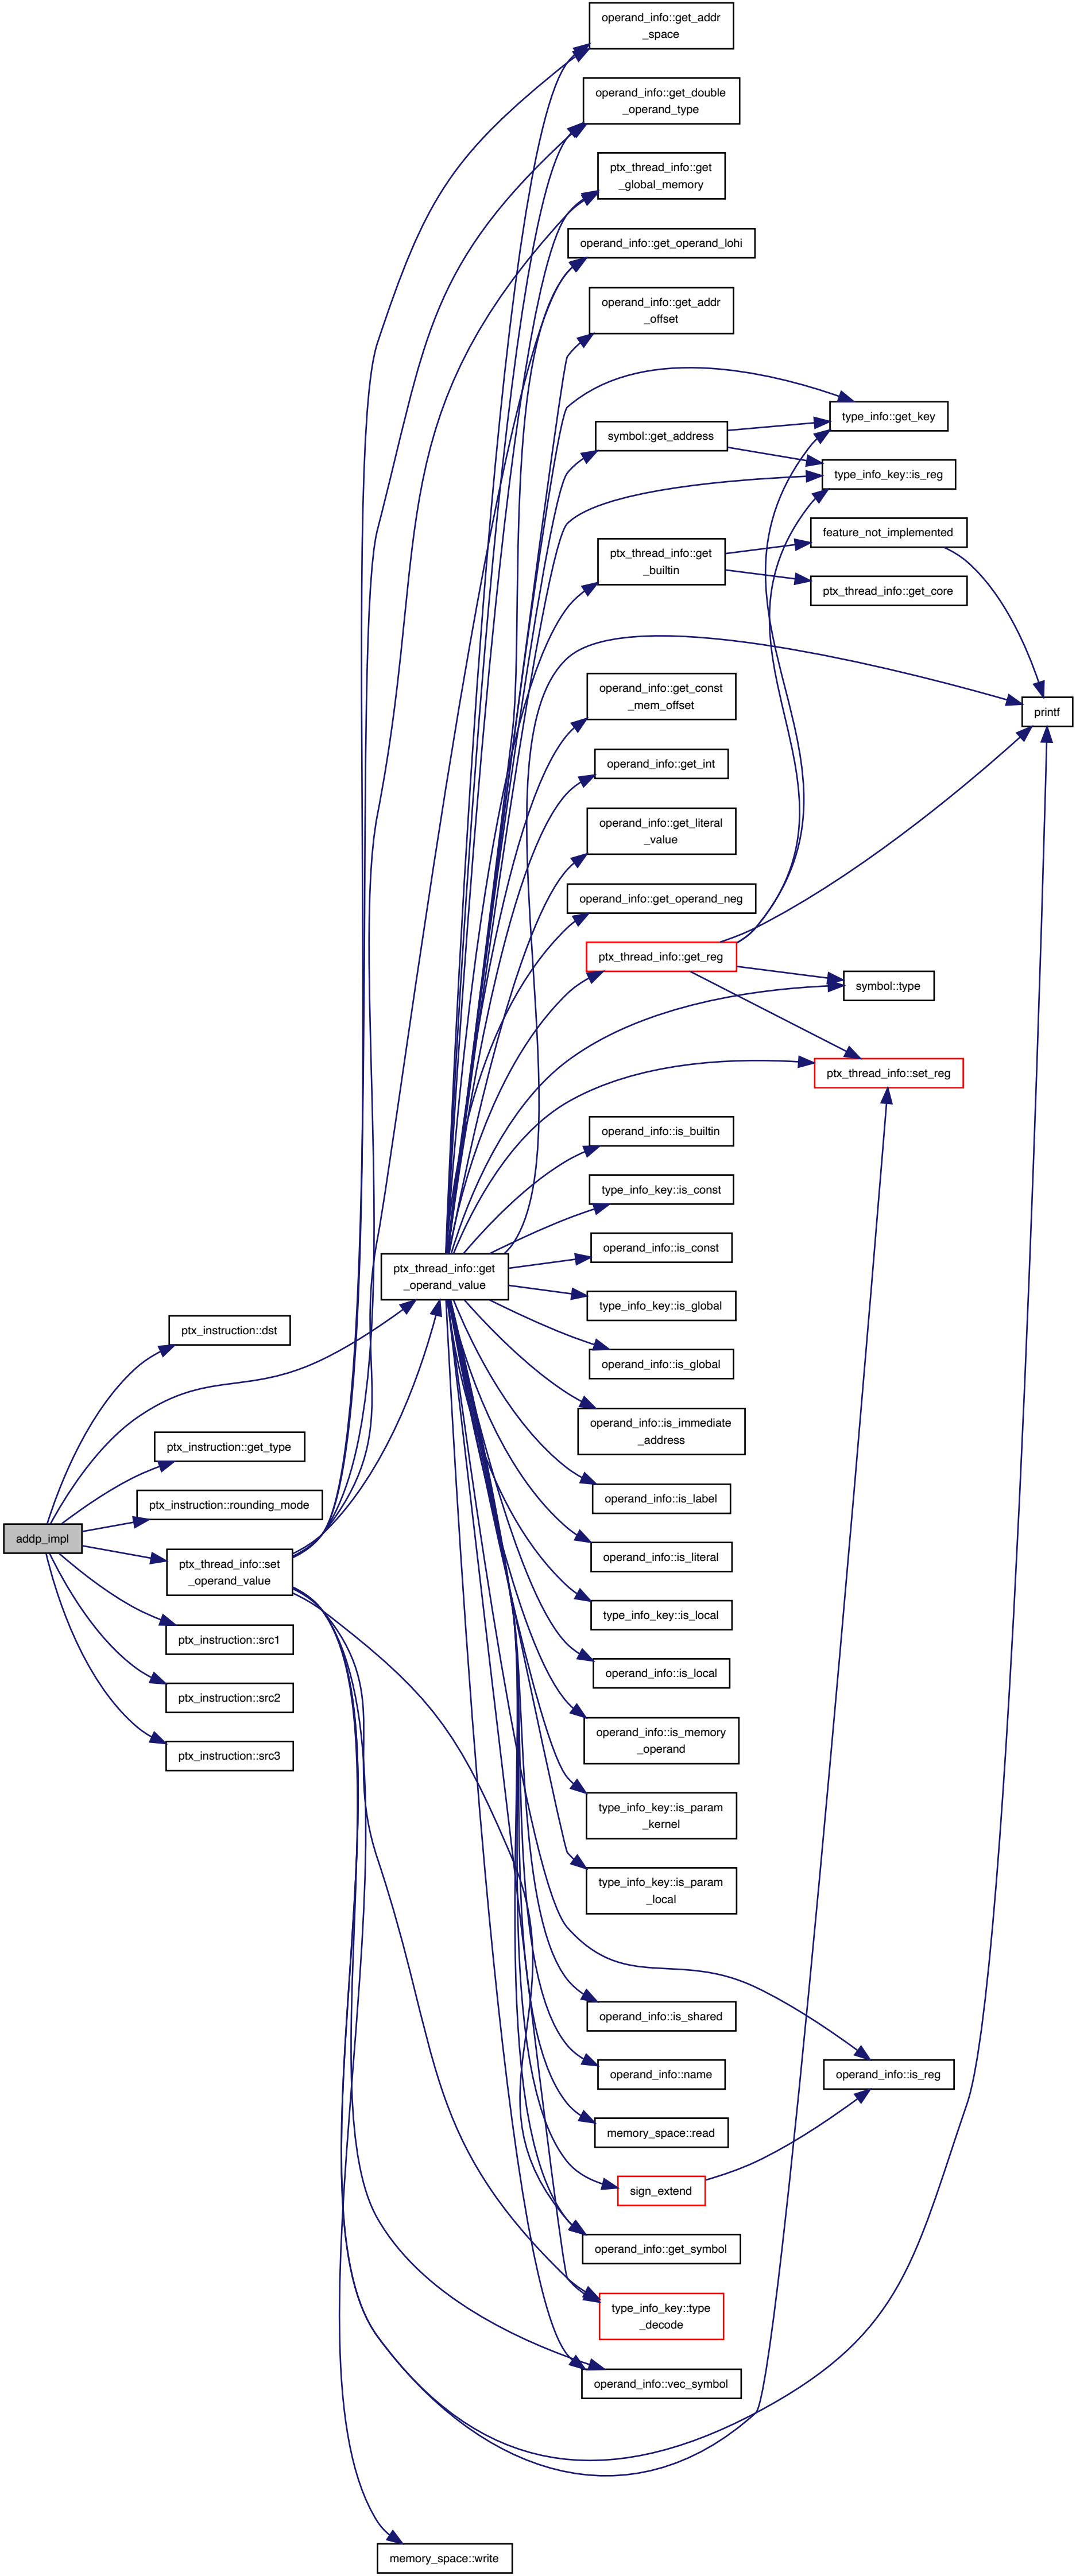 operand_info::get_addr
_space
operand_info::get_double
_operand_type
ptx_thread_info::get
_global_memory
operand_info::get_operand_lohi
operand_info::get_addr
_offset
type_info::get_key
symbol::get_address
type_info_key::is_reg
feature_not_implemented
ptx_thread_info::get
_builtin
ptx_thread_info::get_core
operand_info::get_const
_mem_offset
printf
operand_info::get_int
operand_info::get_literal
_value
operand_info::get_operand_neg
ptx_thread_info::get_reg
symbol::type
ptx_thread_info::set_reg
operand_info::is_builtin
type_info_key::is_const
operand_info::is_const
ptx_thread_info::get
_operand_value
type_info_key::is_global
ptx_instruction::dst
operand_info::is_global
operand_info::is_immediate
_address
ptx_instruction::get_type
operand_info::is_label
ptx_instruction::rounding_mode
addp_impl
operand_info::is_literal
ptx_thread_info::set
_operand_value
type_info_key::is_local
ptx_instruction::src1
operand_info::is_local
ptx_instruction::src2
operand_info::is_memory
_operand
ptx_instruction::src3
type_info_key::is_param
_kernel
type_info_key::is_param
_local
operand_info::is_shared
operand_info::name
operand_info::is_reg
memory_space::read
sign_extend
operand_info::get_symbol
type_info_key::type
_decode
operand_info::vec_symbol
memory_space::write